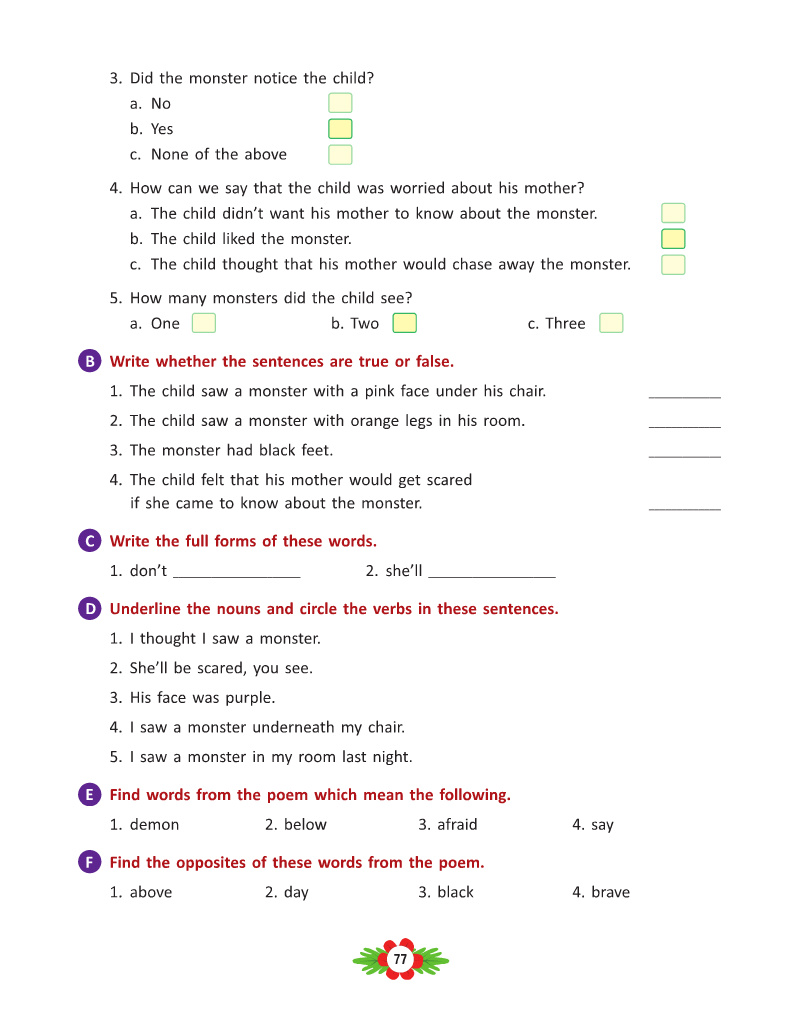 3. Did the monster notice the child?
a. No
b. Yes
c. None of the above
4. How can we say that the child was worried about his mother?
a. The child didn't want his mother to know about the monster.
b. The child liked the monster.
c. The child thought that his mother would chase away the monster.
5. How many monsters did the child see?
a. One b. Two c. Three
B Write whether the sentences are true or false.
1. The child saw a monster with a pink face under his chair. _________
2. The child saw a monster with orange legs in his room. _________
3. The monster had black feet. _________
4. The child felt that his mother would get scared
if she came to know about the monster. _________
C Write the full forms of these words.
1. don't ________________ 2. she'll ________________
D Underline the nouns and circle the verbs in these sentences.
1. I thought I saw a monster.
2. She'll be scared, you see.
3. His face was purple.
4. I saw a monster underneath my chair.
5. I saw a monster in my room last night.
E Find words from the poem which mean the following.
1. demon 2. below 3. afraid 4. say
F Find the opposites of these words from the poem.
1. above 2. day 3. black 4. brave
77